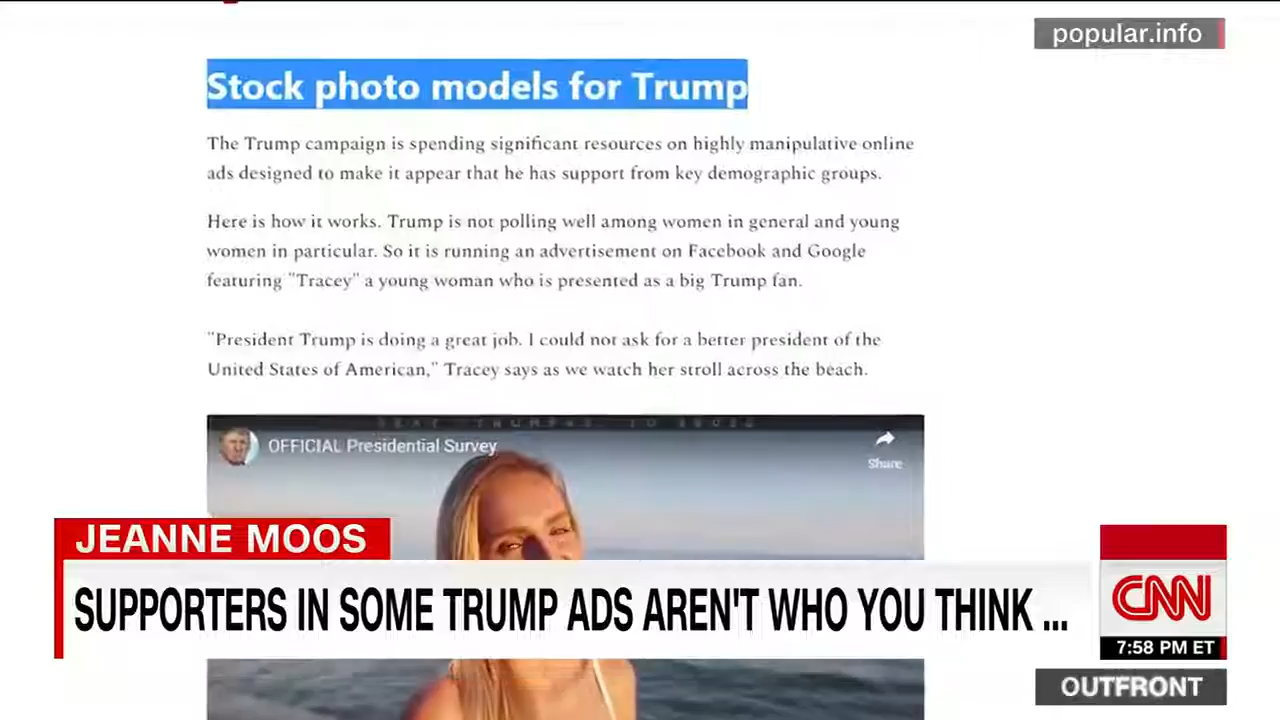 popular.info
Stock photo models for Trump
The Trump campaign is spending significant resources on highly manipulative online
ads designed to make it appear that he has support from key demographic groups.
Here is how it works. Trump is not polling well among women in general and young
women in particular. So it is running an advertisement on Facebook and Google
featuring "Tracey" a young woman who is presented as a big Trump fan.
"President Trump is doing a great job. I could not ask for a better president of the
United States of American," Tracey says as we watch her stroll across the beach.
OFFICIAL Presidential Survey
Share
JEANNE MOOS
SUPPORTERS IN SOME TRUMP ADS AREN'T WHO YOU THINK ...
CNN
7:58 PM ET
OUTFRONT